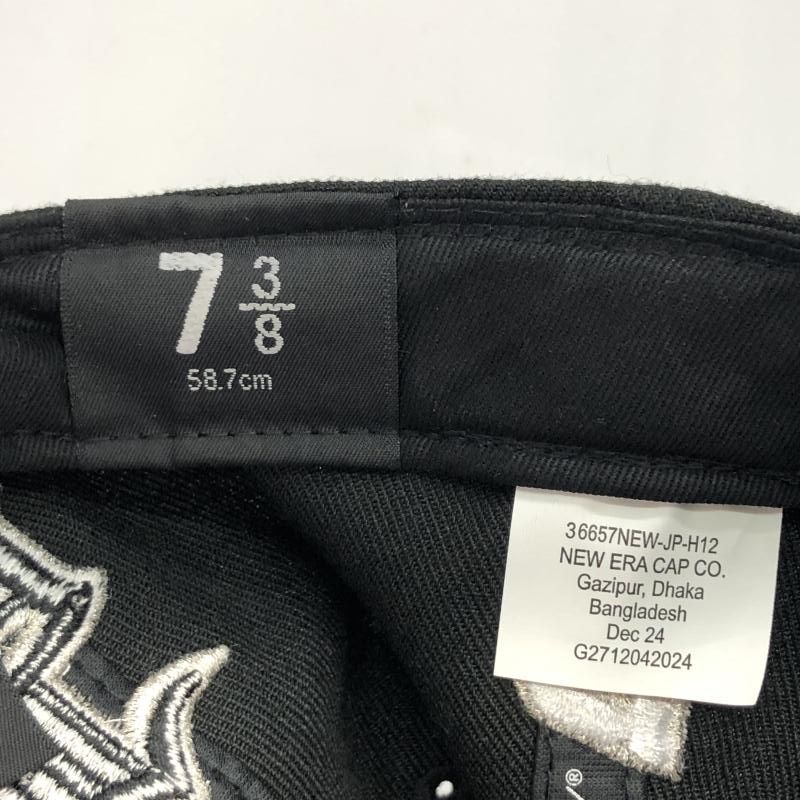 7 3/8
58.7cm
36657NEW-JP-H12
NEW ERA CAP CO.
Gazipur, Dhaka
Bangladesh
Dec 24
G2712042024
®